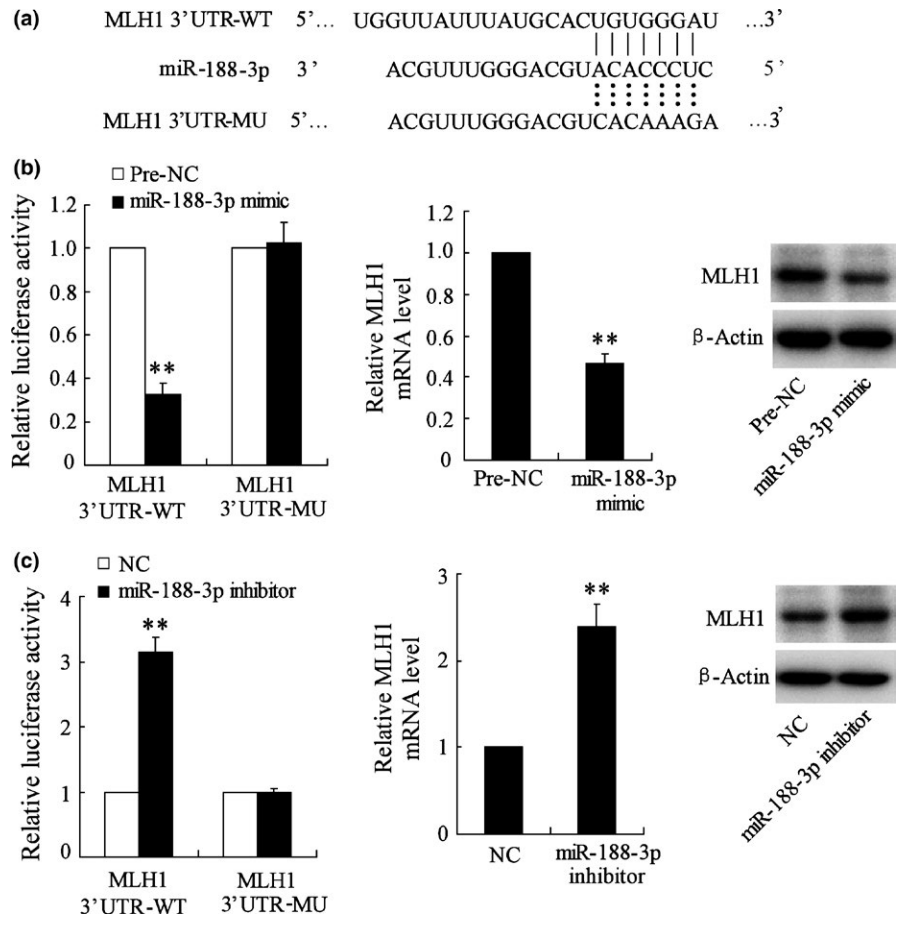 (a)
MLH1 3'UTR-WT 5'... UGGUUAUUUAUGCACUGUGGGAU ...3'
miR-188-3p 3' ACGUUUGGGACGUACACCCUC 5'
MLH1 3'UTR-MU 5'... ACGUUUGGGACGUCACAAAGA ...3'
(b)
Pre-NC
miR-188-3p mimic
Relative luciferase activity
1.2
1.0
0.8
0.6
0.4
0.2
0
**
MLH1
3'UTR-WT
MLH1
3'UTR-MU
Relative MLH1
mRNA level
1.2
1.0
0.8
0.6
0.4
0.2
0
**
Pre-NC
miR-188-3p
mimic
MLH1
β-Actin
Pre-NC
miR-188-3p mimic
(c)
NC
miR-188-3p inhibitor
Relative luciferase activity
4
3
2
1
0
**
MLH1
3'UTR-WT
MLH1
3'UTR-MU
Relative MLH1
mRNA level
3
2
1
0
**
NC
miR-188-3p
inhibitor
MLH1
β-Actin
NC
miR-188-3p inhibitor